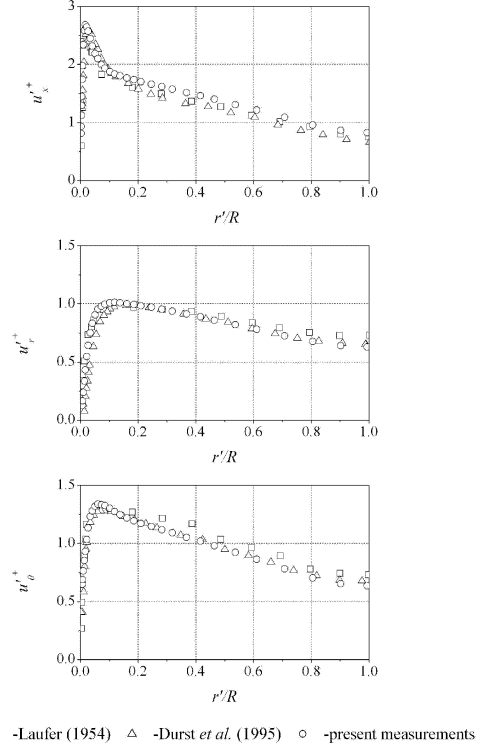 3
2
1
0
u'x+
0.0 0.2 0.4 0.6 0.8 1.0
r'/R
1.5
1.0
0.5
0.0
u'r+
0.0 0.2 0.4 0.6 0.8 1.0
r'/R
1.5
1.0
0.5
0.0
u'θ+
0.0 0.2 0.4 0.6 0.8 1.0
r'/R
-Laufer (1954) △ -Durst et al. (1995) ○ -present measurements